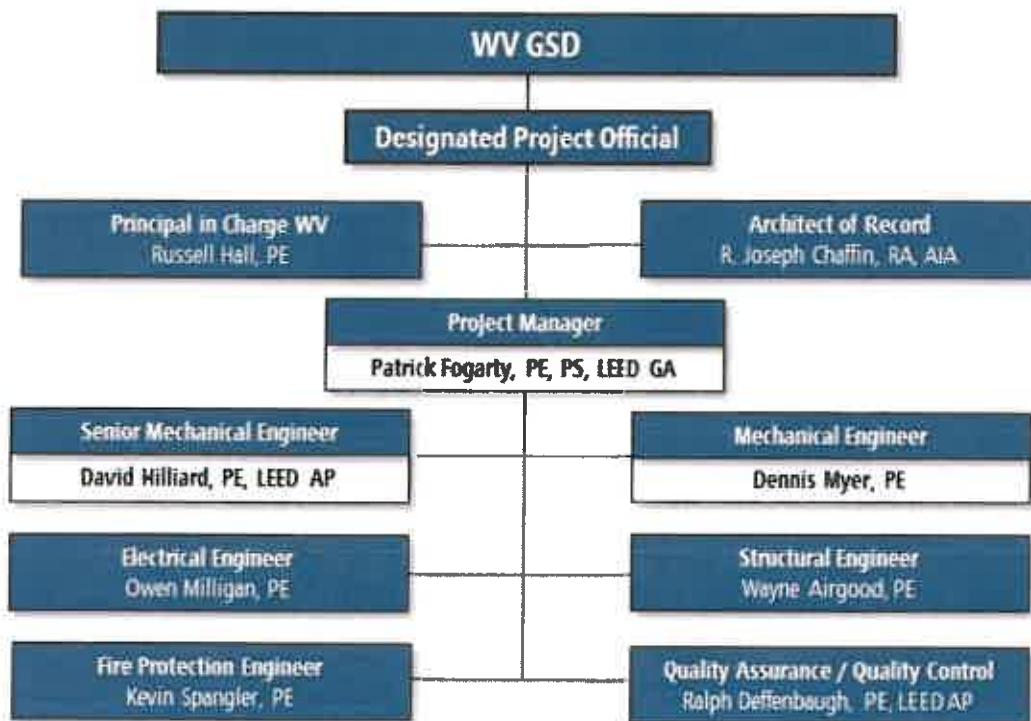 WV GSD
Designated Project Official
Principal in Charge WV
Russell Hall, PE
Architect of Record
R. Joseph Chaffin, RA, AIA
Project Manager
Patrick Fogarty, PE, PS, LEED GA
Senior Mechanical Engineer
David Hilliard, PE, LEED AP
Mechanical Engineer
Dennis Myer, PE
Electrical Engineer
Owen Milligan, PE
Structural Engineer
Wayne Airgood, PE
Fire Protection Engineer
Kevin Spangler, PE
Quality Assurance / Quality Control
Ralph Deffenbaugh, PE, LEED AP